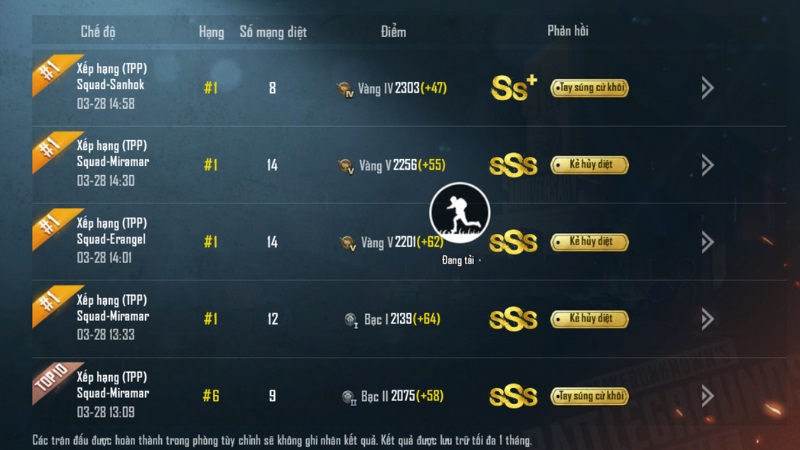 Chế độ Hạng Số mạng diệt Điểm Phản hồi
#1 Xếp hạng (TPP)
Squad-Sanhok #1 8 IV Vàng IV 2303(+47) Ss+ Tay súng cừ khôi
03-28 14:58
#1 Xếp hạng (TPP)
Squad-Miramar #1 14 V Vàng V 2256(+55) sSs Kẻ hủy diệt
03-28 14:30
#1 Xếp hạng (TPP)
Squad-Erangel #1 14 V Vàng V 2201(+62) sSs Kẻ hủy diệt
03-28 14:01
Đang tải
#1 Xếp hạng (TPP)
Squad-Miramar #1 12 I Bạc I 2139(+64) sSs Kẻ hủy diệt
03-28 13:33
TOP 10 Xếp hạng (TPP)
Squad-Miramar #6 9 II Bạc II 2075(+58) sSs Tay súng cừ khôi
03-28 13:09
Các trận đấu được hoàn thành trong phòng tùy chỉnh sẽ không ghi nhận kết quả. Kết quả được lưu trữ tối đa 1 tháng.